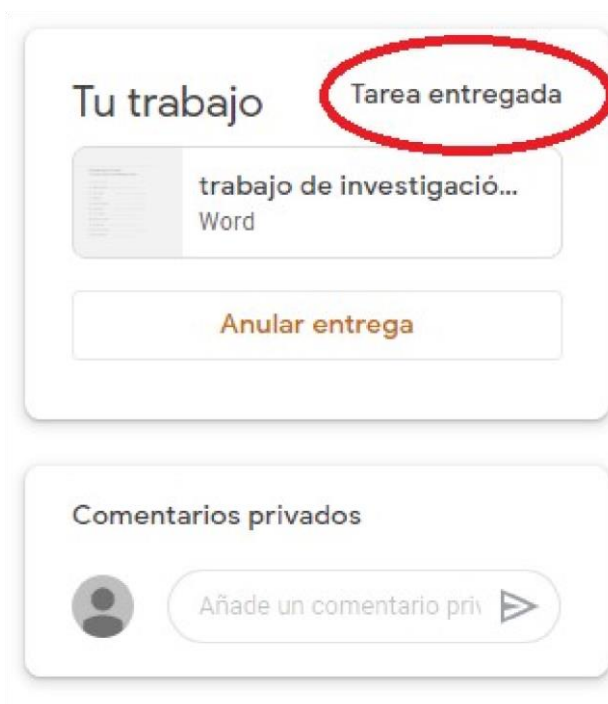 Tu trabajo
Tarea entregada
trabajo de investigació...
Word
Anular entrega
Comentarios privados
Añade un comentario priv